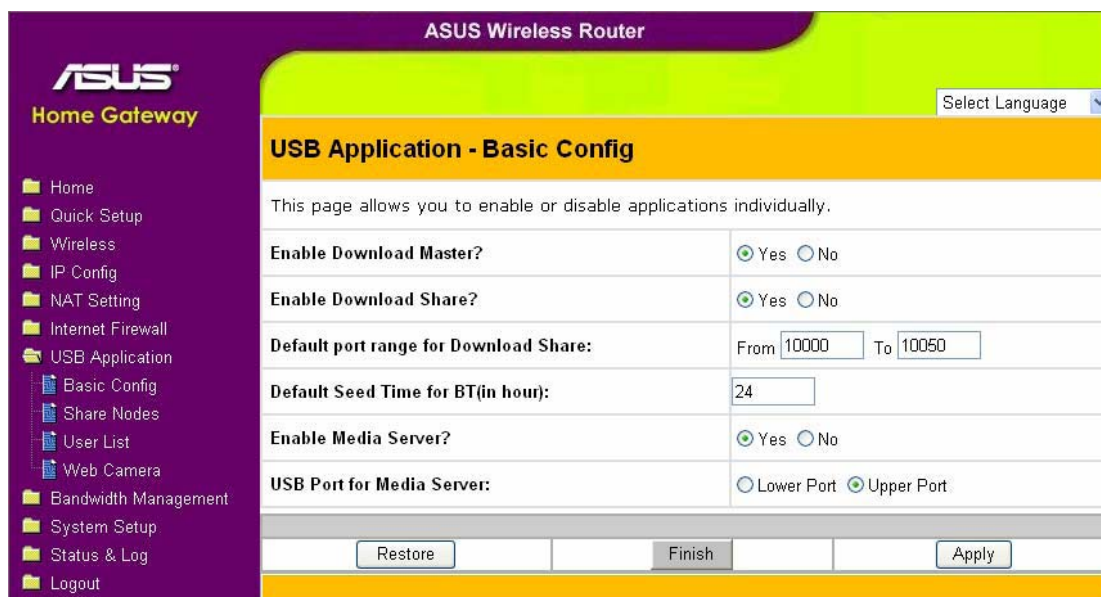 ASUS Wireless Router
ASUS
Home Gateway
Select Language
Home
Quick Setup
Wireless
IP Config
NAT Setting
Internet Firewall
USB Application
Basic Config
Share Nodes
User List
Web Camera
Bandwidth Management
System Setup
Status & Log
Logout
USB Application - Basic Config
This page allows you to enable or disable applications individually.
Enable Download Master? Yes No
Enable Download Share? Yes No
Default port range for Download Share: From 10000 To 10050
Default Seed Time for BT(in hour): 24
Enable Media Server? Yes No
USB Port for Media Server: Lower Port Upper Port
Restore Finish Apply